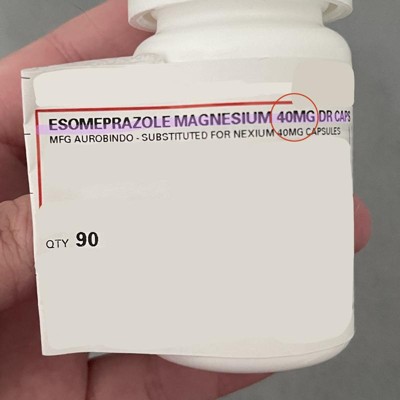 ESOMEPRAZOLE MAGNESIUM 40MG DR CAPS
MFG AUROBINDO - SUBSTITUTED FOR NEXIUM 40MG CAPSULES
QTY 90